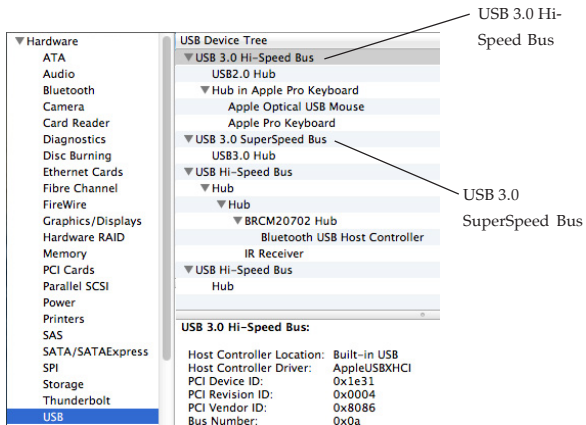 USB 3.0 Hi-
Speed Bus
Hardware
ATA
Audio
Bluetooth
Camera
Card Reader
Diagnostics
Disc Burning
Ethernet Cards
Fibre Channel
FireWire
Graphics/Displays
Hardware RAID
Memory
PCI Cards
Parallel SCSI
Power
Printers
SAS
SATA/SATAExpress
SPI
Storage
Thunderbolt
USB
USB Device Tree
USB 3.0 Hi-Speed Bus
USB2.0 Hub
Hub in Apple Pro Keyboard
Apple Optical USB Mouse
Apple Pro Keyboard
USB 3.0 SuperSpeed Bus
USB3.0 Hub
USB Hi-Speed Bus
Hub
Hub
BRCM20702 Hub
Bluetooth USB Host Controller
IR Receiver
USB Hi-Speed Bus
Hub
USB 3.0 Hi-Speed Bus:
Host Controller Location: Built-in USB
Host Controller Driver: AppleUSBXHCI
PCI Device ID: 0x1e31
PCI Revision ID: 0x0004
PCI Vendor ID: 0x8086
Bus Number: 0x0a
USB 3.0
SuperSpeed Bus